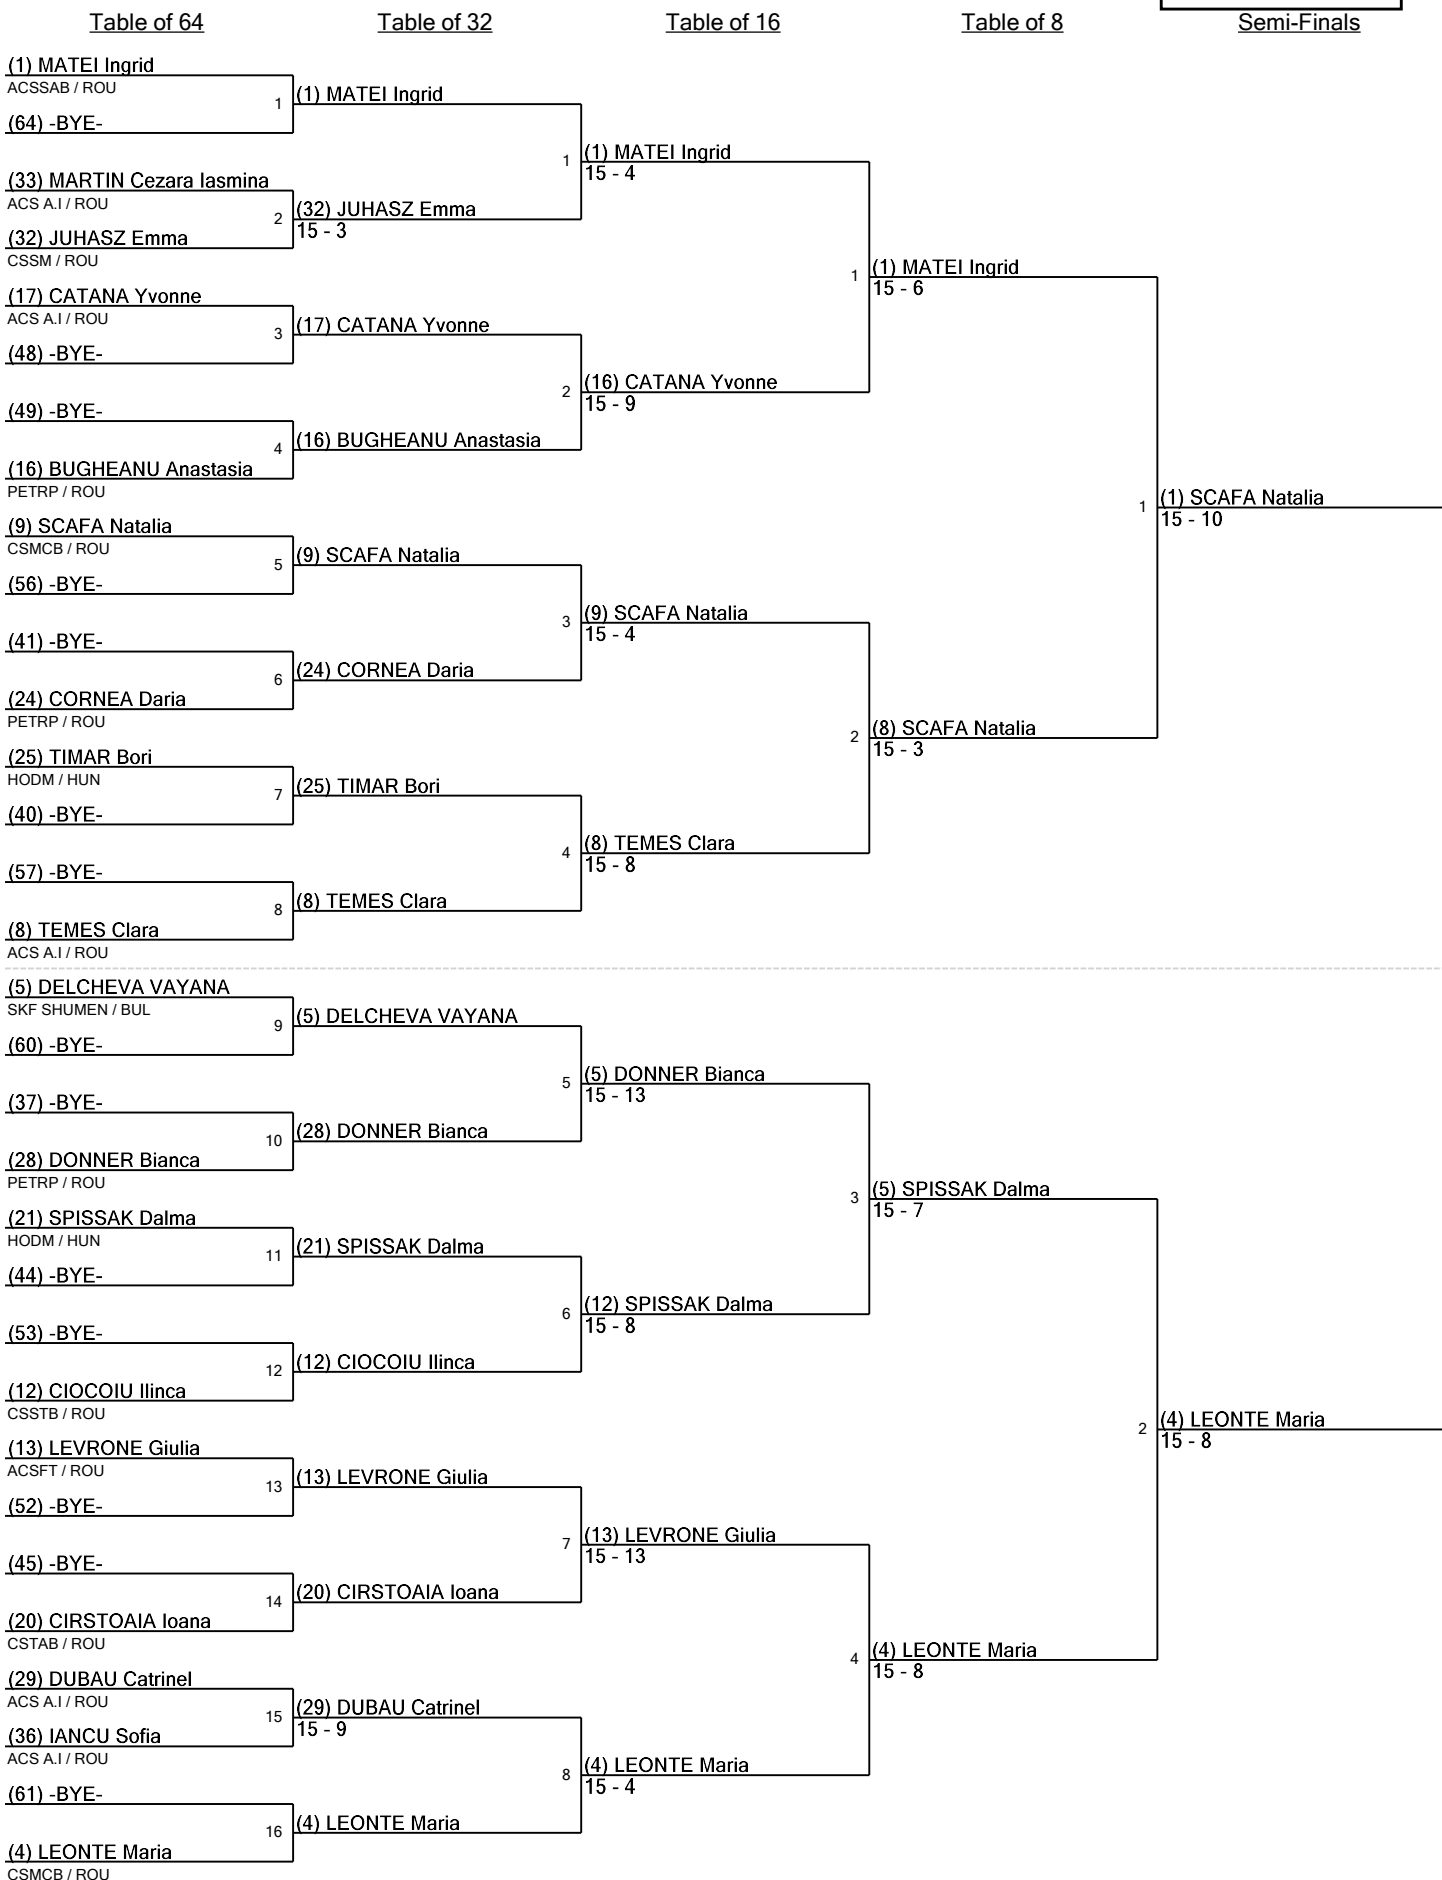 Table of 64
Table of 32
Table of 16
Table of 8
Semi-Finals
(1) MATEI Ingrid
ACSSAB / ROU
1
(64) -BYE-
(33) MARTIN Cezara Iasmina
ACS A.I / ROU
2
(32) JUHASZ Emma
CSSM / ROU
(17) CATANA Yvonne
ACS A.I / ROU
3
(48) -BYE-
(49) -BYE-
4
(16) BUGHEANU Anastasia
PETRP / ROU
(9) SCAFA Natalia
CSMCB / ROU
5
(56) -BYE-
(41) -BYE-
6
(24) CORNEA Daria
PETRP / ROU
(25) TIMAR Bori
HODM / HUN
7
(40) -BYE-
(57) -BYE-
8
(8) TEMES Clara
ACS A.I / ROU
(5) DELCHEVA VAYANA
SKF SHUMEN / BUL
9
(60) -BYE-
(37) -BYE-
10
(28) DONNER Bianca
PETRP / ROU
(21) SPISSAK Dalma
HODM / HUN
11
(44) -BYE-
(53) -BYE-
12
(12) CIOCOIU Ilinca
CSSTB / ROU
(13) LEVRONE Giulia
ACSFT / ROU
13
(52) -BYE-
(45) -BYE-
14
(20) CIRSTOAIA Ioana
CSTAB / ROU
(29) DUBAU Catrinel
ACS A.I / ROU
15
(36) IANCU Sofia
ACS A.I / ROU
(61) -BYE-
16
(4) LEONTE Maria
CSMCB / ROU
(1) MATEI Ingrid
1
(32) JUHASZ Emma
15 - 3
(17) CATANA Yvonne
2
(16) BUGHEANU Anastasia
(9) SCAFA Natalia
3
(24) CORNEA Daria
(25) TIMAR Bori
4
(8) TEMES Clara
(5) DELCHEVA VAYANA
5
(28) DONNER Bianca
(21) SPISSAK Dalma
6
(12) CIOCOIU Ilinca
(13) LEVRONE Giulia
7
(20) CIRSTOAIA Ioana
(29) DUBAU Catrinel
15 - 9
8
(4) LEONTE Maria
(1) MATEI Ingrid
15 - 4
1
(16) CATANA Yvonne
15 - 9
(9) SCAFA Natalia
15 - 4
2
(8) TEMES Clara
15 - 8
(5) DONNER Bianca
15 - 13
3
(12) SPISSAK Dalma
15 - 8
(13) LEVRONE Giulia
15 - 13
4
(4) LEONTE Maria
15 - 4
(1) MATEI Ingrid
15 - 6
1
(8) SCAFA Natalia
15 - 3
(5) SPISSAK Dalma
15 - 7
2
(4) LEONTE Maria
15 - 8
(1) SCAFA Natalia
15 - 10
(4) LEONTE Maria
15 - 8